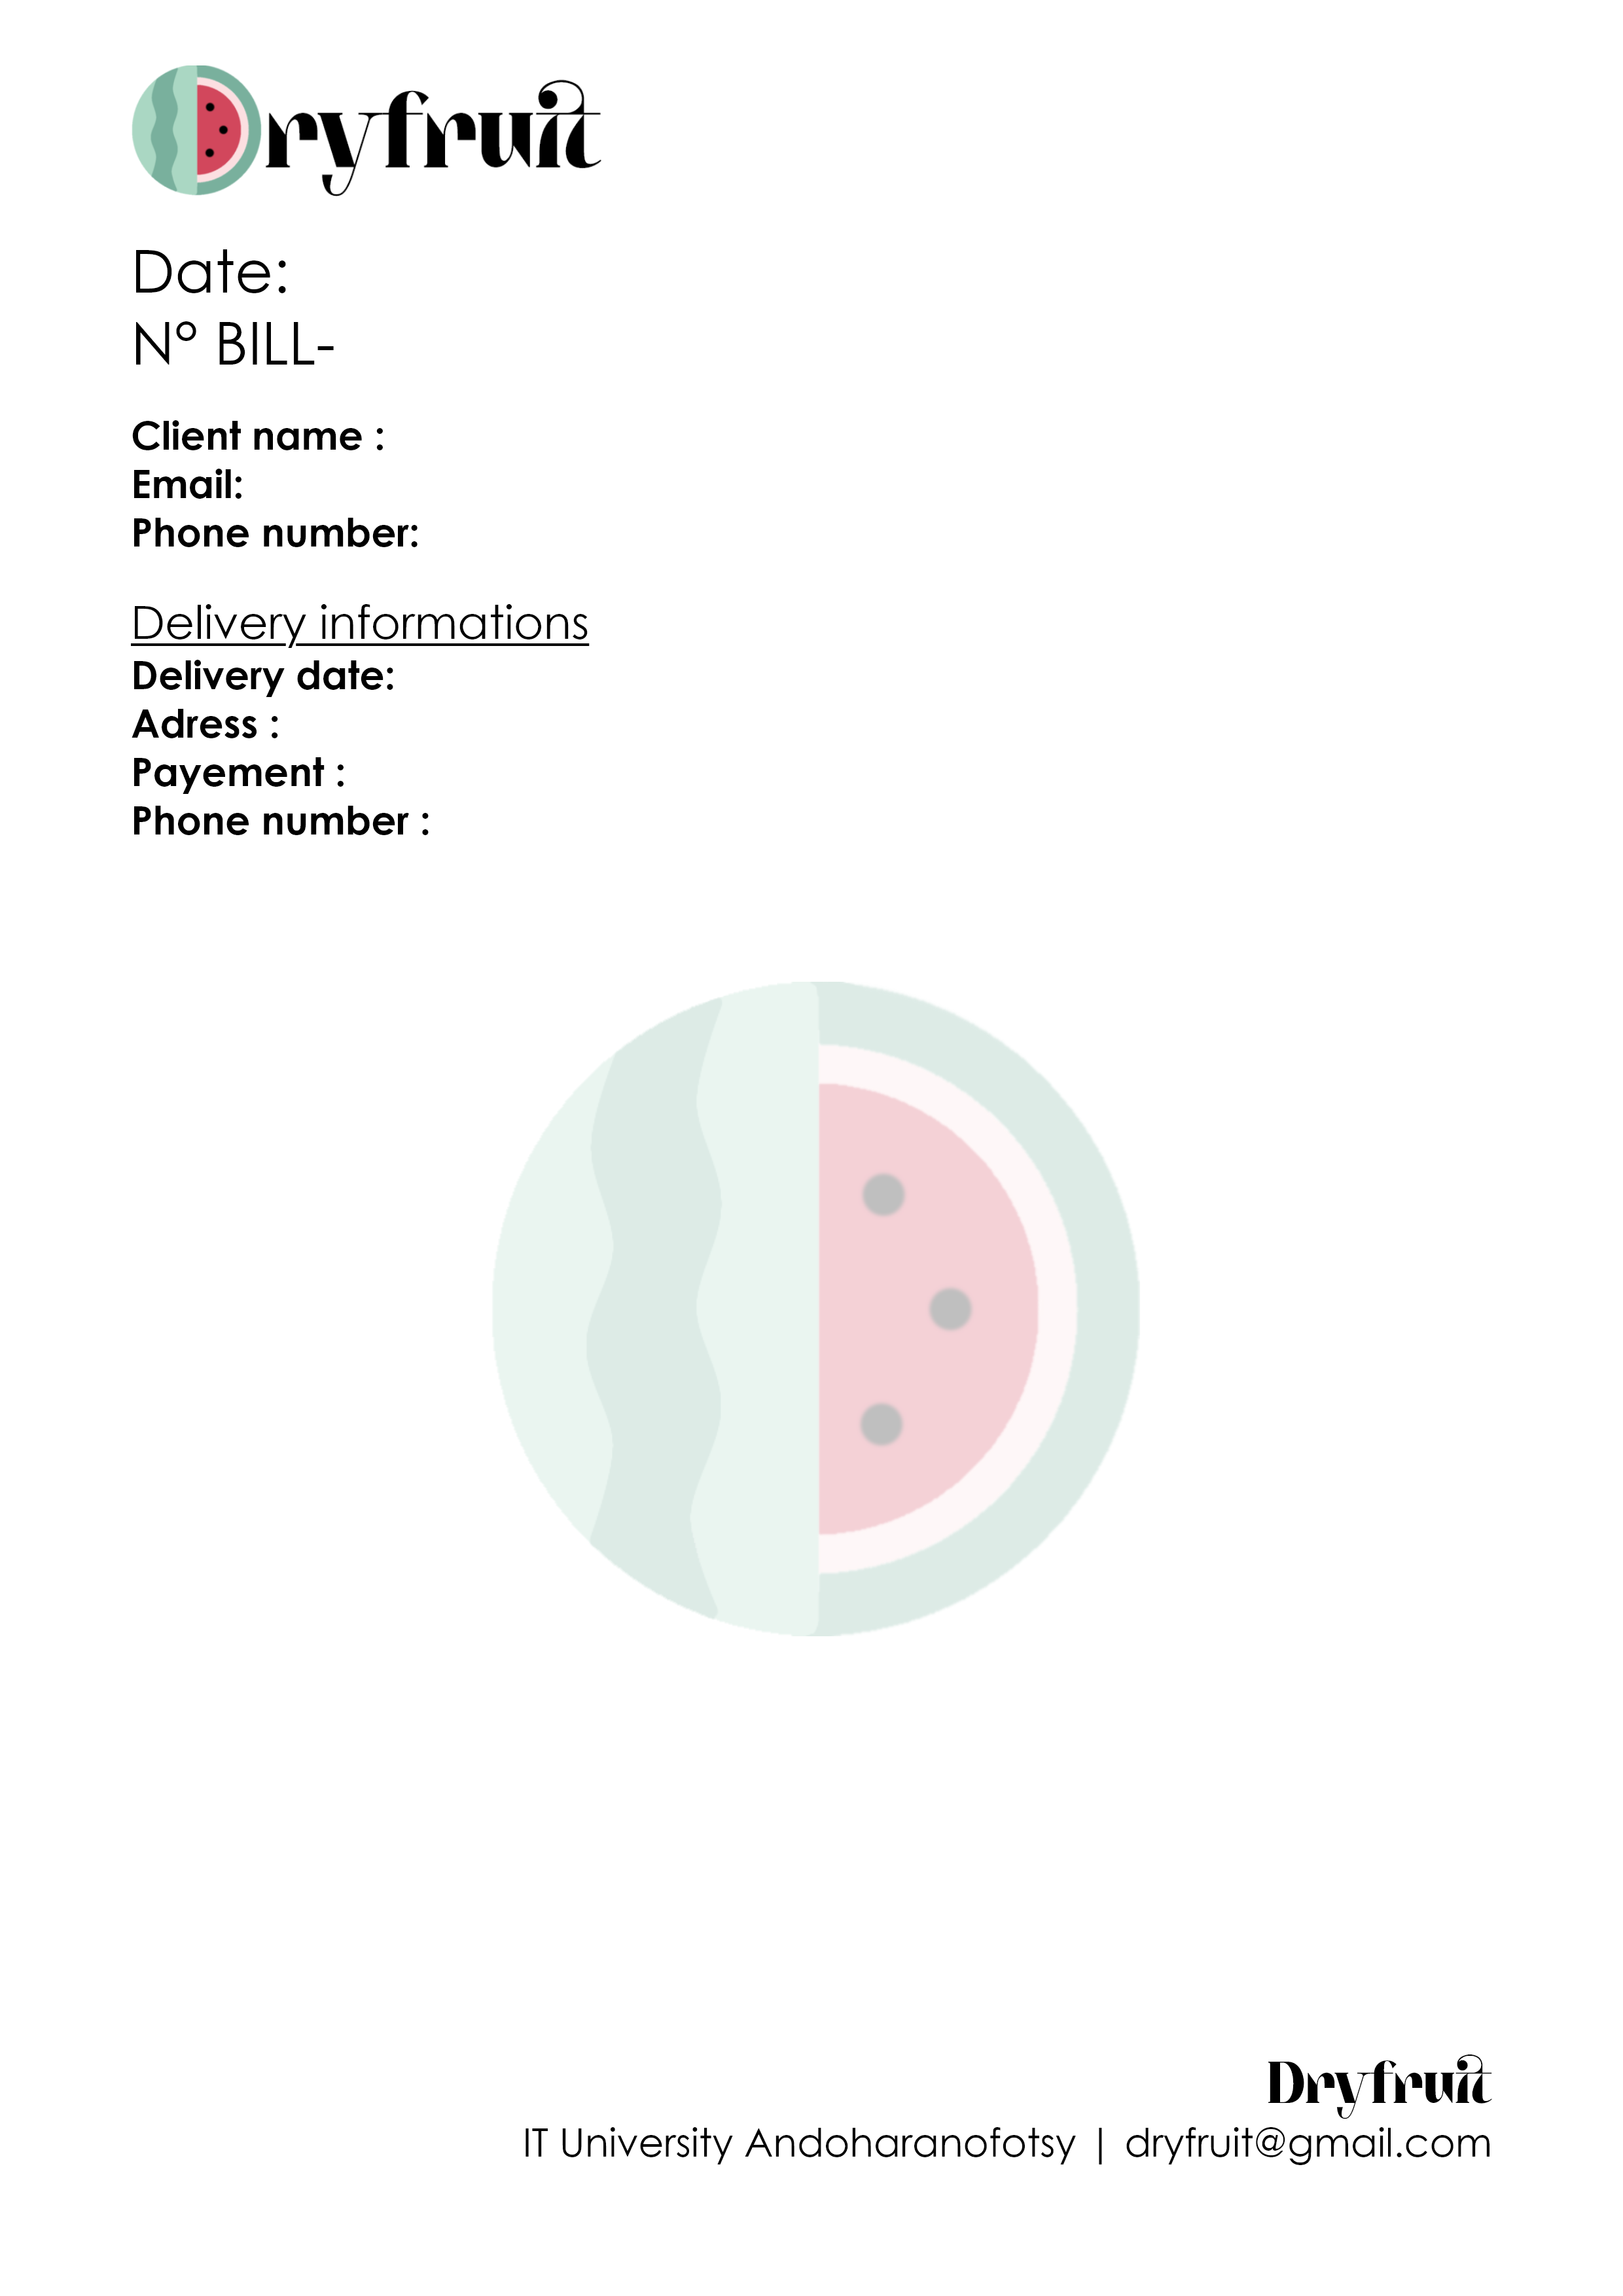 Dryfruit
Date:
N° BILL-
Client name :
Email:
Phone number:
Delivery informations
Delivery date:
Adress :
Payement :
Phone number :
Dryfruit
IT University Andoharanofotsy | dryfruit@gmail.com